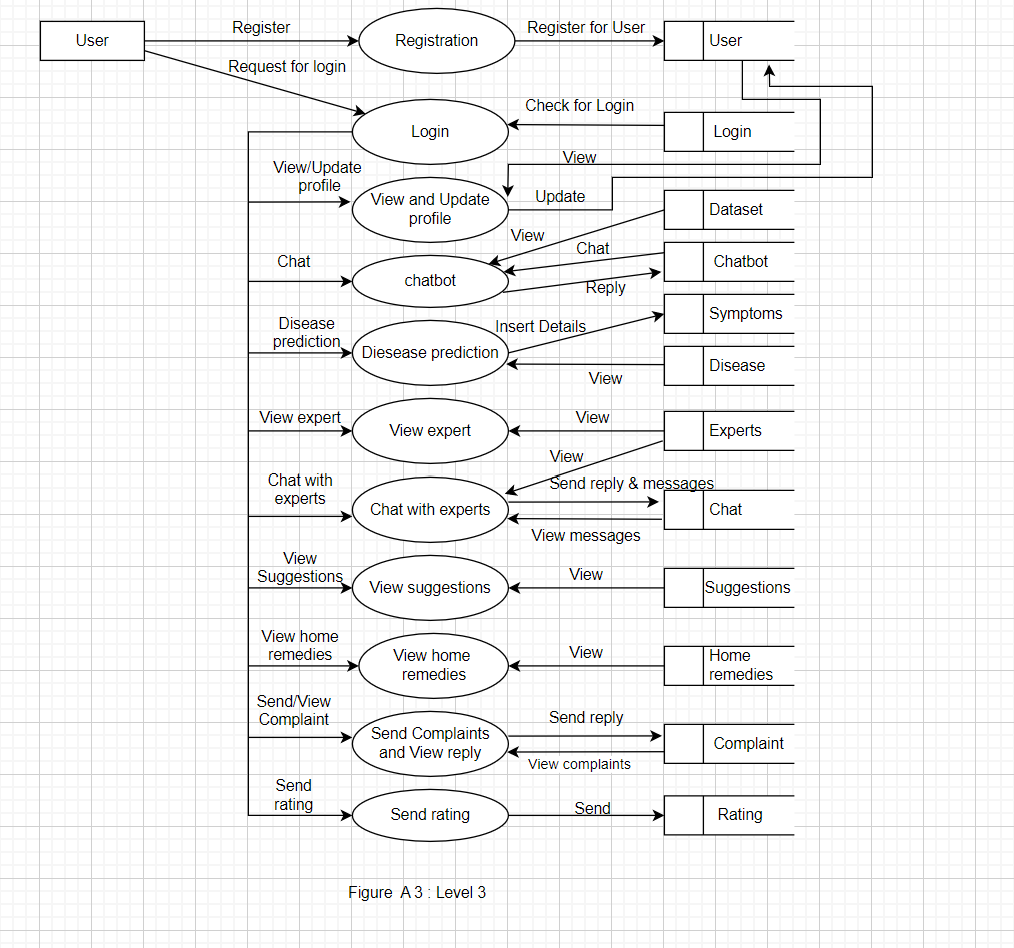 User
Register
Registration
Register for User
User
Request for login
Login
Check for Login
Login
View/Update
profile
View and Update
profile
View
Update
Dataset
View
Chat
chatbot
Chat
Reply
Chatbot
Disease
prediction
Diesease prediction
Insert Details
Symptoms
View
Disease
View expert
View expert
View
Experts
View
Chat with
experts
Chat with experts
Send reply & messages
Chat
View messages
View
Suggestions
View suggestions
View
Suggestions
View home
remedies
View home
remedies
View
Home
remedies
Send/View
Complaint
Send Complaints
and View reply
Send reply
Complaint
View complaints
Send
rating
Send rating
Send
Rating
Figure A 3 : Level 3